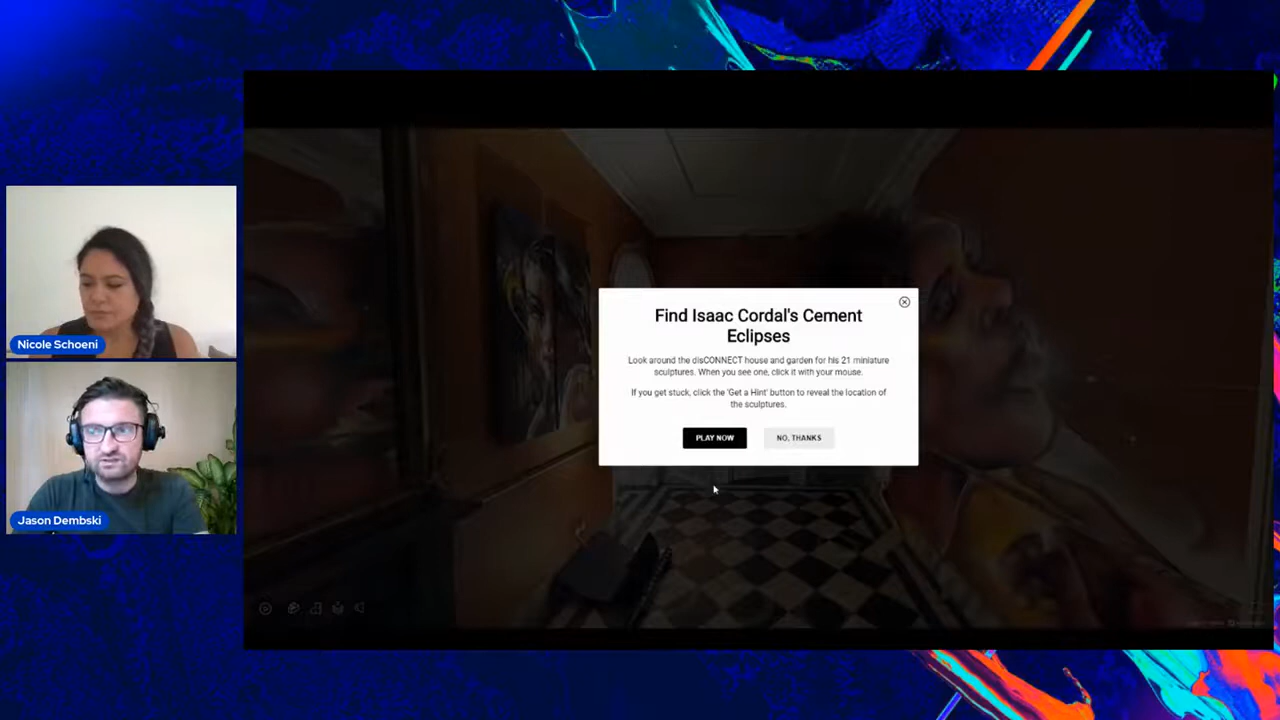 Find Isaac Cordal's Cement
Eclipses
Look around the disCONNECT house and garden for his 21 miniature
sculptures. When you see one, click it with your mouse.
If you get stuck, click the 'Get a Hint' button to reveal the location of
the sculptures.
PLAY NOW
NO, THANKS
Nicole Schoeni
Jason Dembski